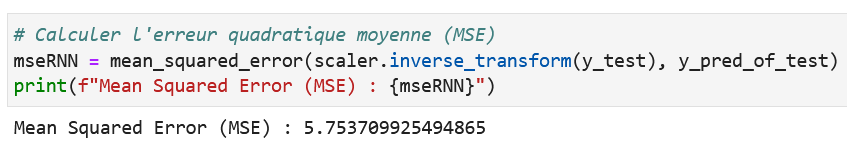 # Calculer l'erreur quadratique moyenne (MSE)
mseRNN = mean_squared_error(scaler.inverse_transform(y_test), y_pred_of_test)
print(f"Mean Squared Error (MSE) : {mseRNN}")
Mean Squared Error (MSE) : 5.753709925494865